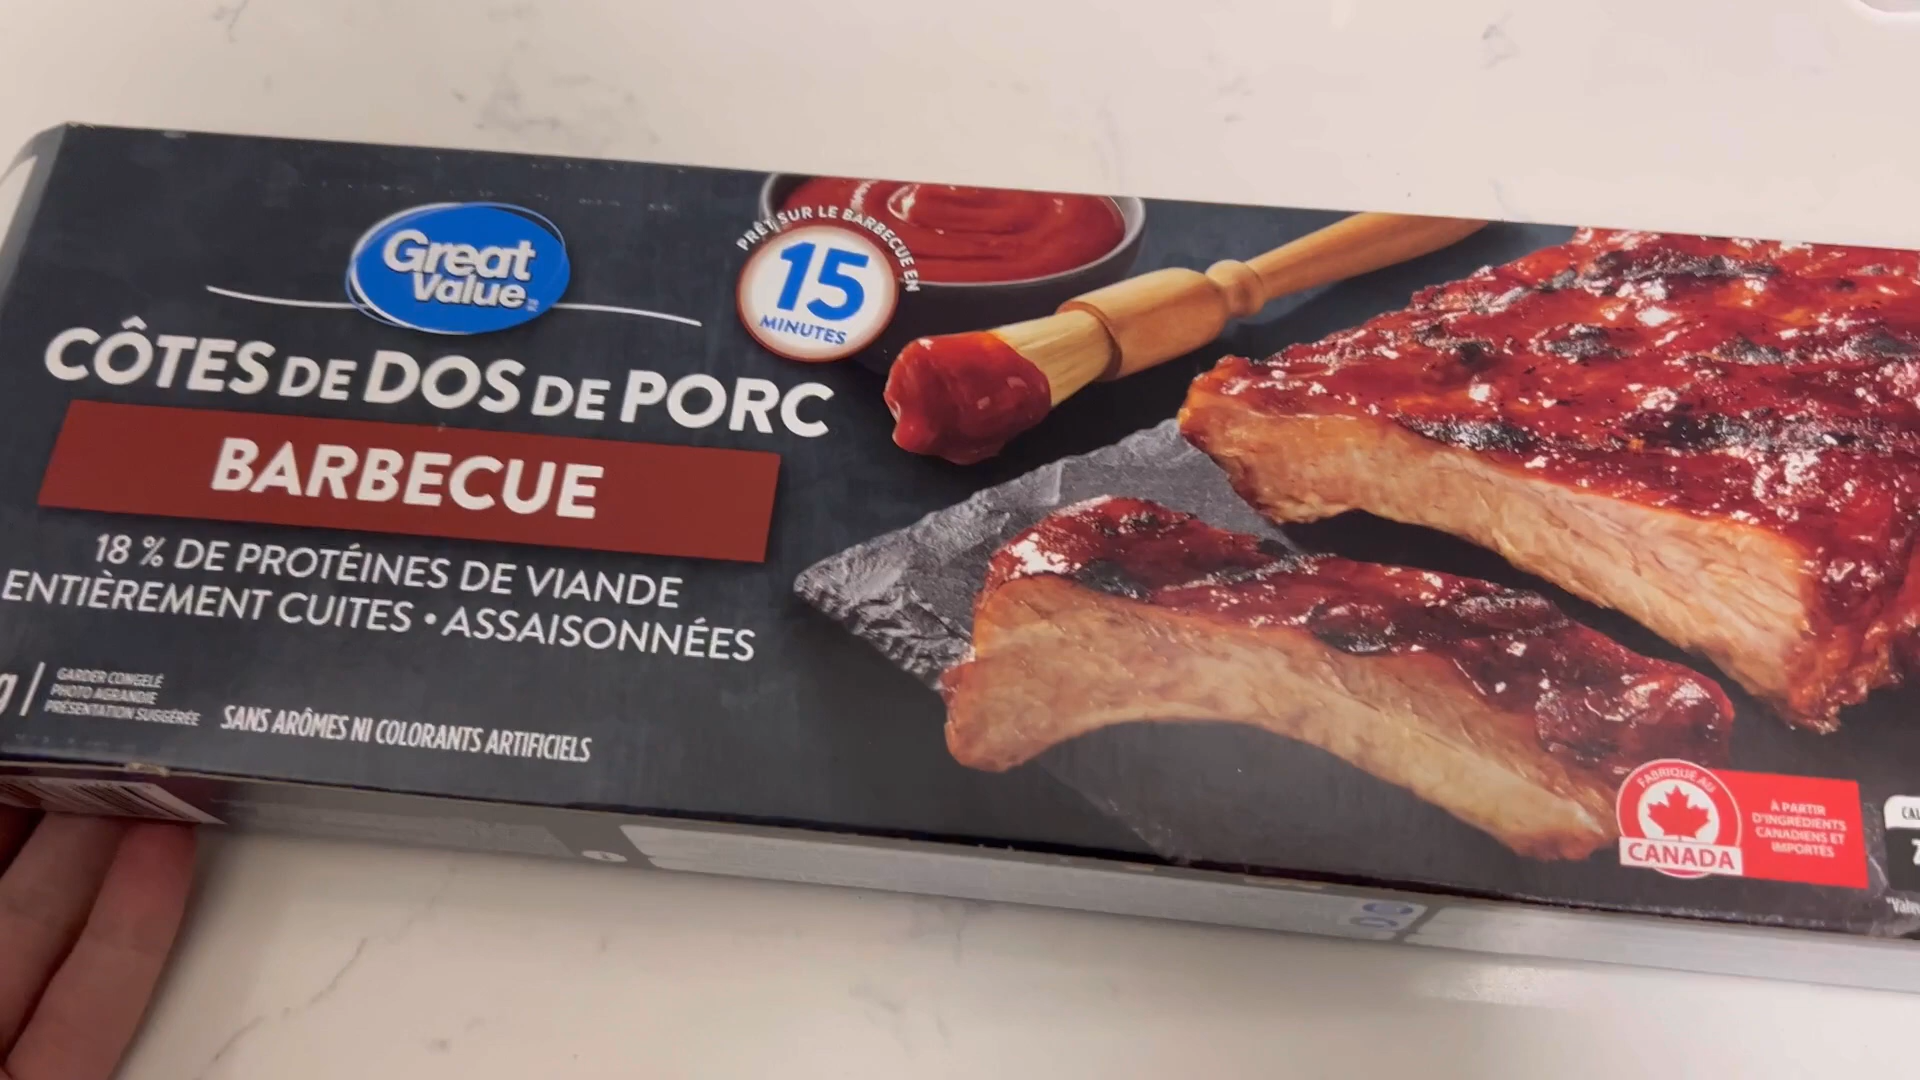 Great
Value
PRÊT SUR LE BARBECUE EN
15
MINUTES
CÔTES DE DOS DE PORC
BARBECUE
18 % DE PROTÉINES DE VIANDE
ENTIÈREMENT CUITES • ASSAISONNÉES
GARDER CONGELÉ
PHOTO AGRANDIE
PRÉSENTATION SUGGÉRÉE
SANS ARÔMES NI COLORANTS ARTIFICIELS
FABRIQUÉ AU
CANADA
À PARTIR
D'INGRÉDIENTS
CANADIENS ET
IMPORTÉS